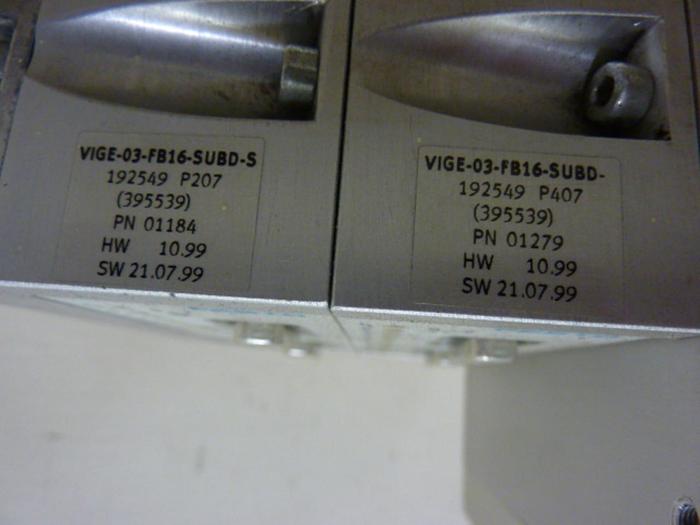 VIGE-03-FB16-SUBD-S
192549 P207
(395539)
PN 01184
HW 10.99
SW 21.07.99
VIGE-03-FB16-SUBD-
192549 P407
(395539)
PN 01279
HW 10.99
SW 21.07.99